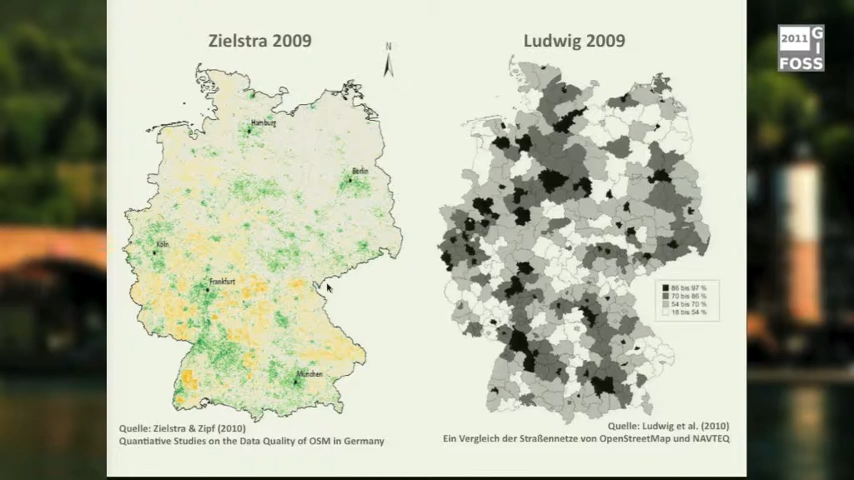 Zielstra 2009
Ludwig 2009
2011
GI
FOSS
N
Hamburg
Berlin
Köln
Frankfurt
München
86 bis 97 %
70 bis 86 %
54 bis 70 %
18 bis 54 %
Quelle: Zielstra & Zipf (2010)
Quantiative Studies on the Data Quality of OSM in Germany
Quelle: Ludwig et al. (2010)
Ein Vergleich der Straßennetze von OpenStreetMap und NAVTEQ